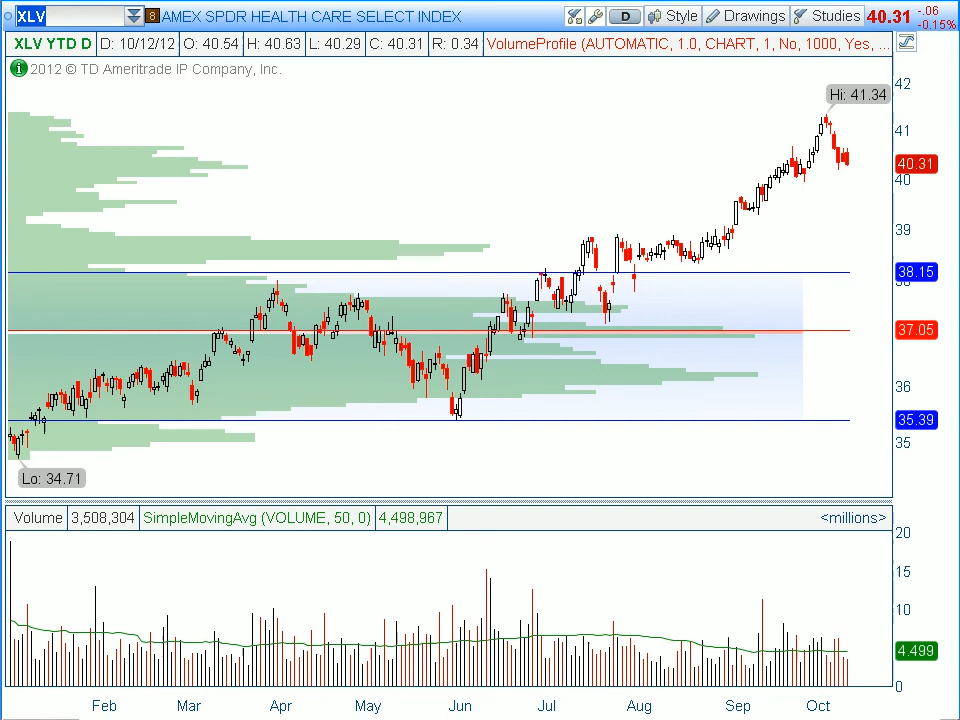 XLV 8 AMEX SPDR HEALTH CARE SELECT INDEX D Style Drawings Studies 40.31 -.06 -0.15%
XLV YTD D D: 10/12/12 O: 40.54 H: 40.63 L: 40.29 C: 40.31 R: 0.34 VolumeProfile (AUTOMATIC, 1.0, CHART, 1, No, 1000, Yes, ...
i 2012 © TD Ameritrade IP Company, Inc.
42
Hi: 41.34
41
40.31
40
39
38.15
38
37.05
36
35.39
35
Lo: 34.71
Volume 3,508,304 SimpleMovingAvg (VOLUME, 50, 0) 4,498,967 <millions>
20
15
10
4.499
0
Feb Mar Apr May Jun Jul Aug Sep Oct